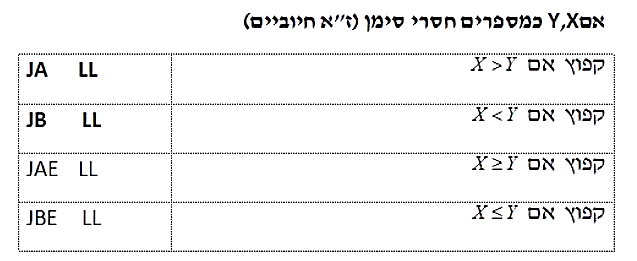 אם Y,X כמספרים חסרי סימן (ז"א חיוביים)
JA LL קפוץ אם X > Y
JB LL קפוץ אם X < Y
JAE LL קפוץ אם X ≥ Y
JBE LL קפוץ אם X ≤ Y